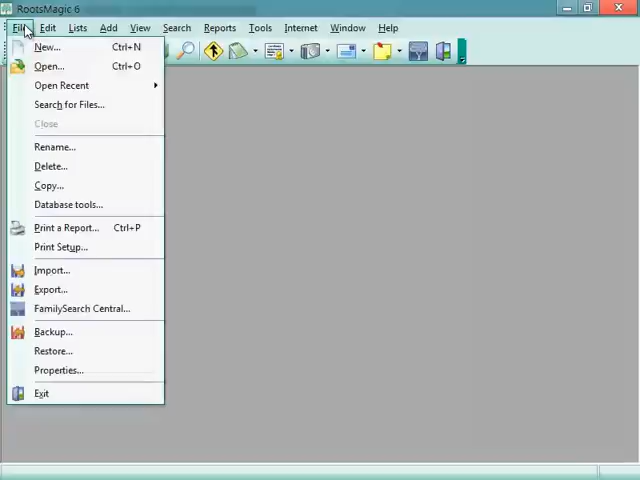 RootsMagic 6
File Edit Lists Add View Search Reports Tools Internet Window Help
New... Ctrl+N
Open... Ctrl+O
Open Recent
Search for Files...
Close
Rename...
Delete...
Copy...
Database tools...
Print a Report... Ctrl+P
Print Setup...
Import...
Export...
FamilySearch Central...
Backup...
Restore...
Properties...
Exit